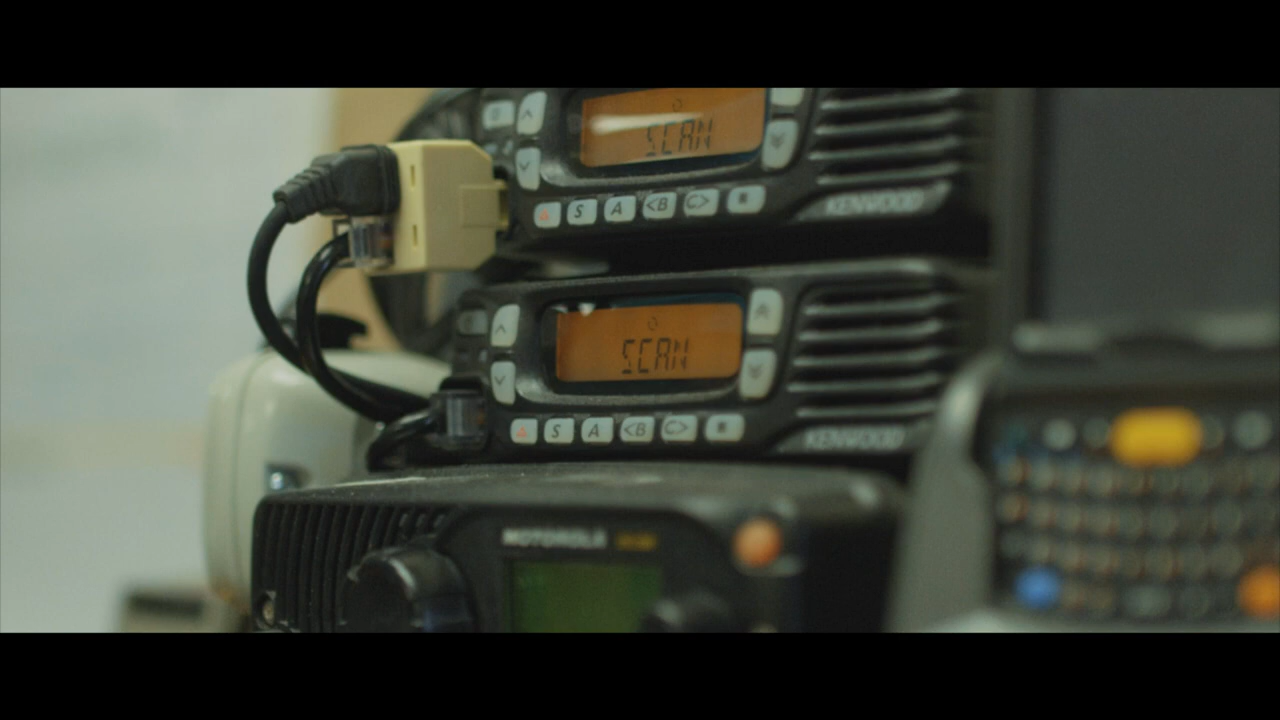 SCAN
S A <B C> ■
KENWOOD
SCAN
S A <B C> ■
KENWOOD
MOTOROLA